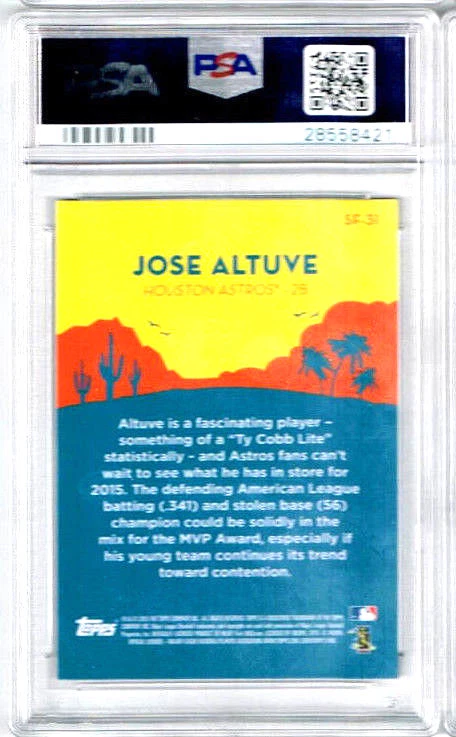 PSA
PSA
28558421
SF-31
JOSE ALTUVE
HOUSTON ASTROS® - 2B
Altuve is a fascinating player –
something of a "Ty Cobb Lite"
statistically - and Astros fans can't
wait to see what he has in store for
2015. The defending American League
batting (.341) and stolen base (56)
champion could be solidly in the
mix for the MVP Award, especially if
his young team continues its trend
toward contention.
Topps